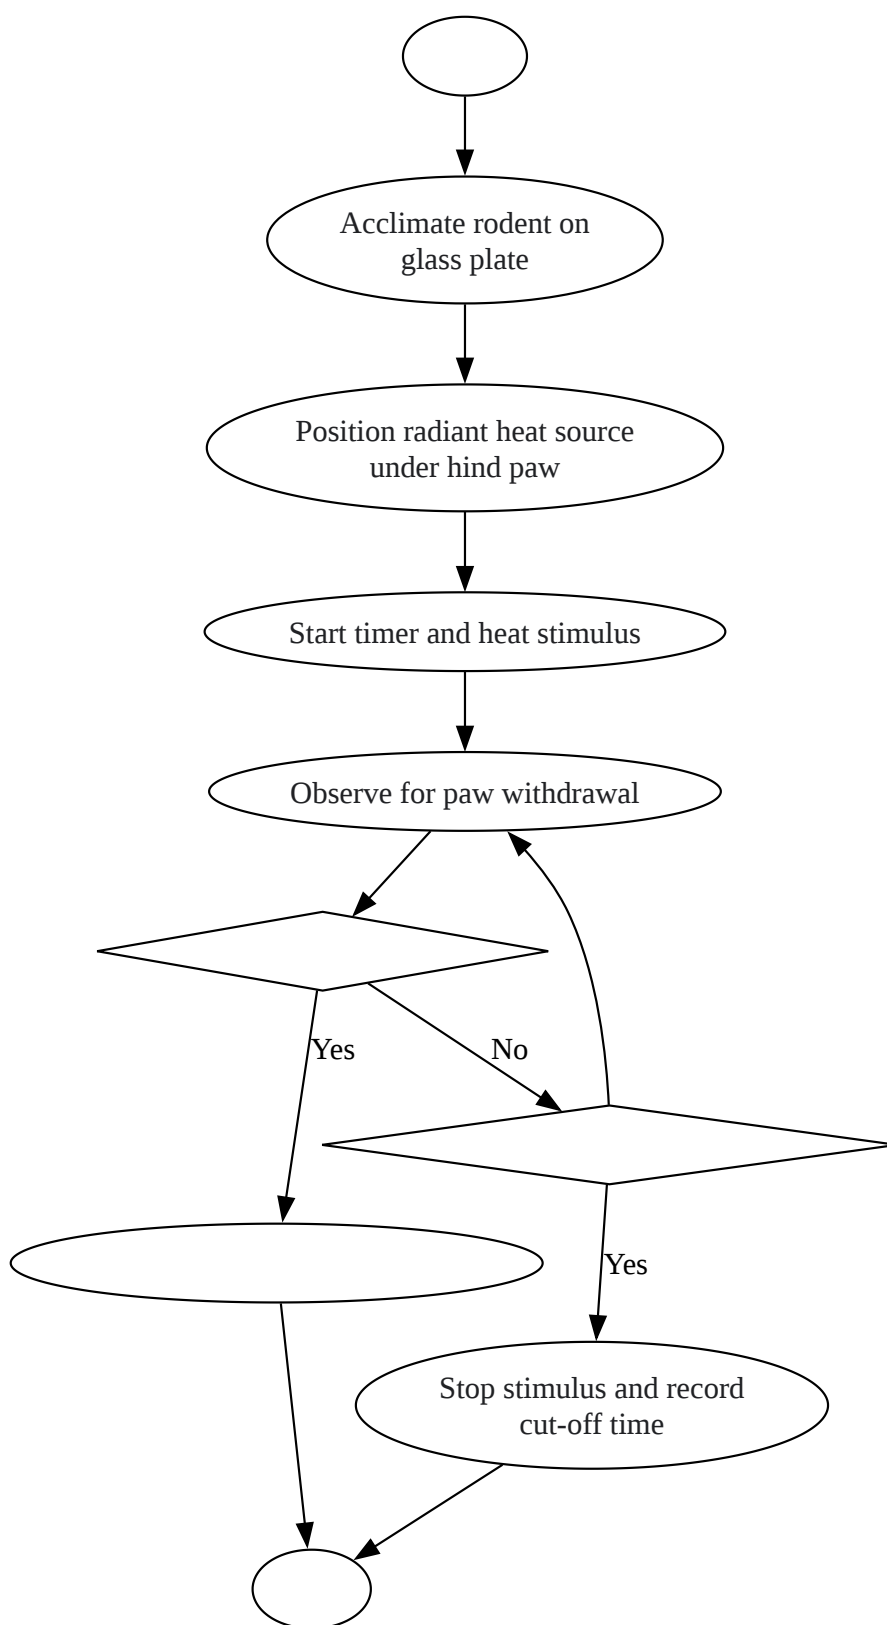 Acclimate rodent on
glass plate
Position radiant heat source
under hind paw
Start timer and heat stimulus
Observe for paw withdrawal
Yes
No
Yes
Stop stimulus and record
cut-off time